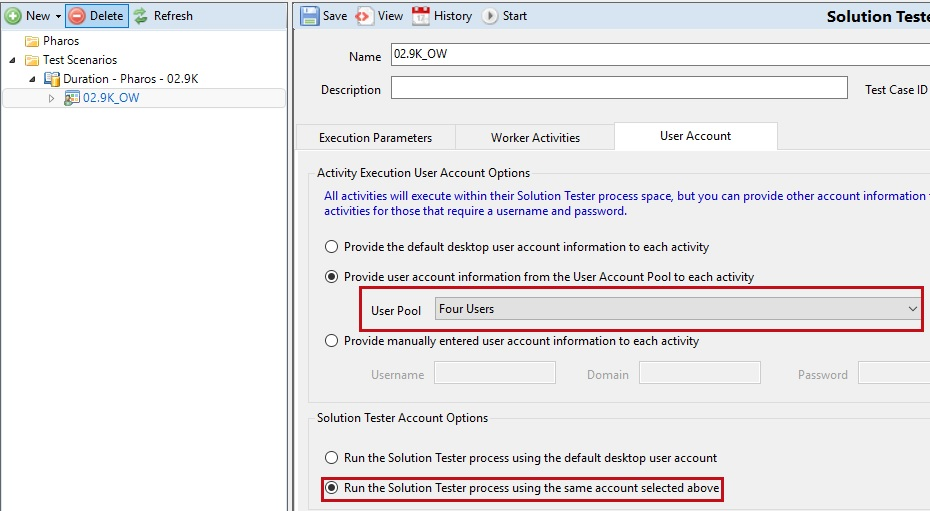 New Delete Refresh
Pharos
Test Scenarios
Duration - Pharos - 02.9K
02.9K_OW
Save View History Start Solution Teste
Name 02.9K_OW
Description Test Case ID
Execution Parameters Worker Activities User Account
Activity Execution User Account Options
All activities will execute within their Solution Tester process space, but you can provide other account information
activities for those that require a username and password.
Provide the default desktop user account information to each activity
Provide user account information from the User Account Pool to each activity
User Pool Four Users
Provide manually entered user account information to each activity
Username Domain Password
Solution Tester Account Options
Run the Solution Tester process using the default desktop user account
Run the Solution Tester process using the same account selected above